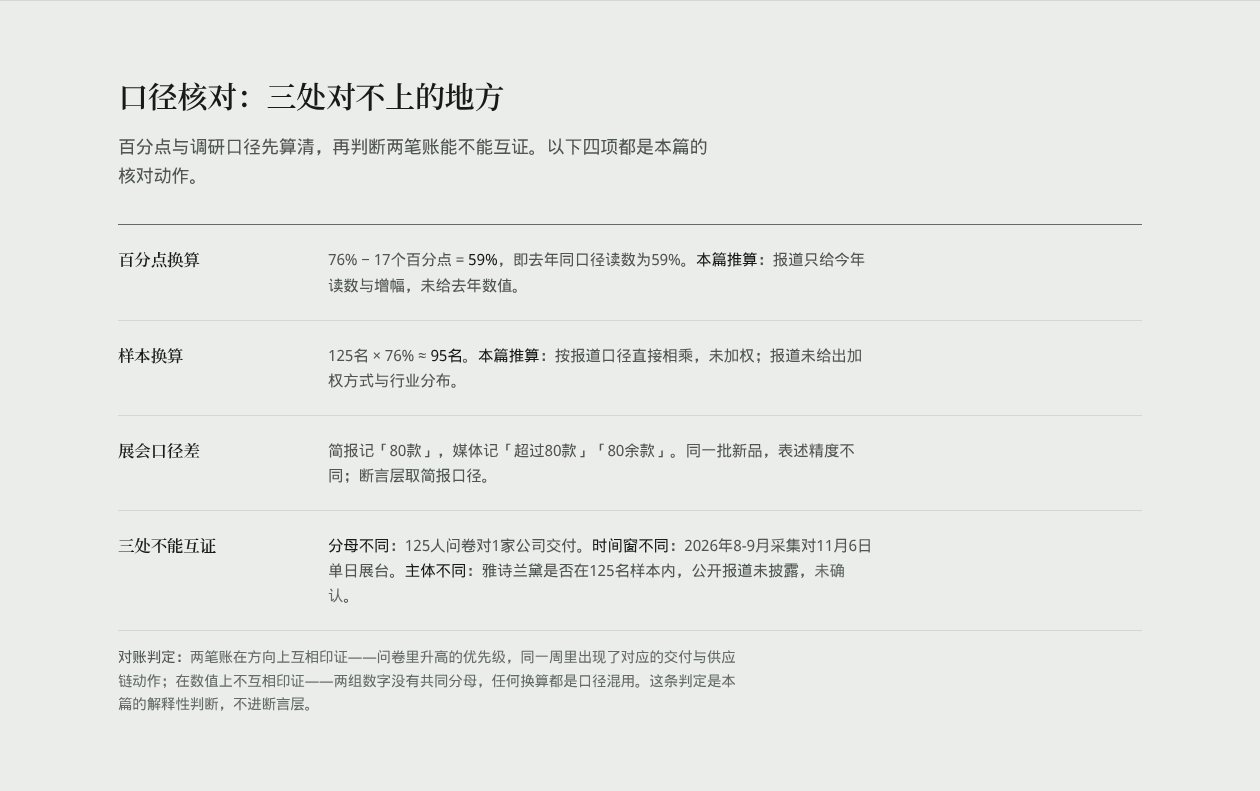 口径核对：三处对不上的地方
百分点与调研口径先算清，再判断两笔账能不能互证。以下四项都是本篇的
核对动作。
百分点换算
76% − 17个百分点 = 59%，即去年同口径读数为59%。本篇推算：报道只给今年
读数与增幅，未给去年数值。
样本换算
125名 × 76% ≈ 95名。本篇推算：按报道口径直接相乘，未加权；报道未给出加
权方式与行业分布。
展会口径差
简报记「80款」，媒体记「超过80款」「80余款」。同一批新品，表述精度不
同；断言层取简报口径。
三处不能互证
分母不同：125人问卷对1家公司交付。时间窗不同：2026年8-9月采集对11月6日
单日展台。主体不同：雅诗兰黛是否在125名样本内，公开报道未披露，未确
认。
对账判定：两笔账在方向上互相印证——问卷里升高的优先级，同一周里出现了对应的交付与供应
链动作；在数值上不互相印证——两组数字没有共同分母，任何换算都是口径混用。这条判定是本
篇的解释性判断，不进断言层。